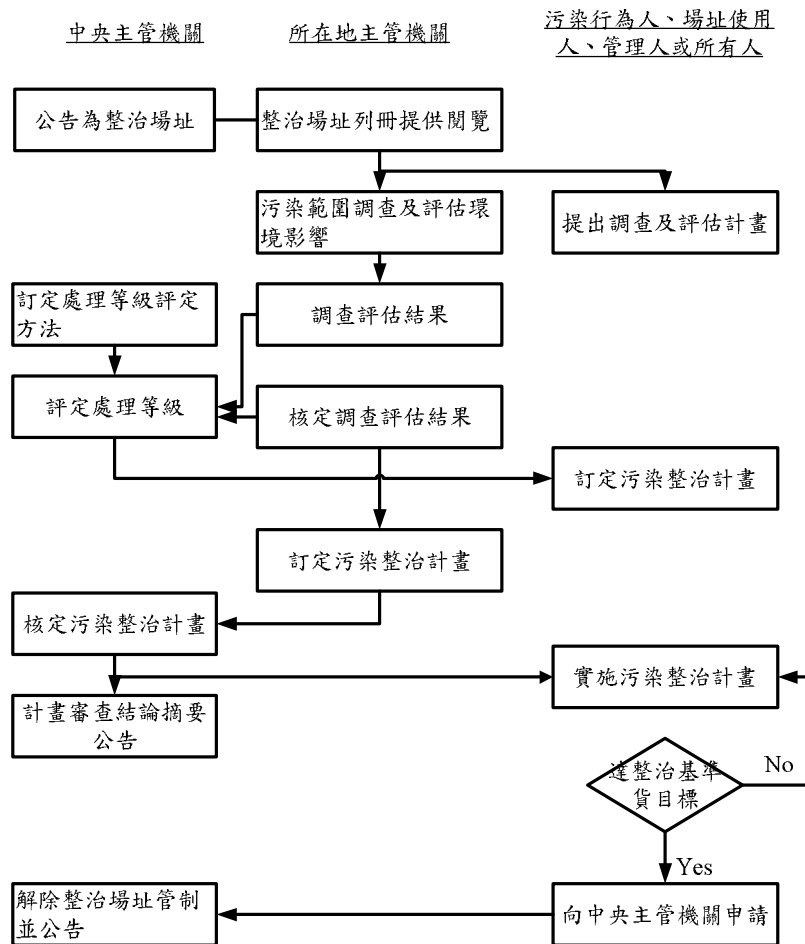 中央主管機關
所在地主管機關
污染行為人、場址使用
人、管理人或所有人
公告為整治場址
整治場址列冊提供閱覽
污染範圍調查及評估環
境影響
提出調查及評估計畫
訂定處理等級評定
方法
調查評估結果
評定處理等級
核定調查評估結果
訂定污染整治計畫
訂定污染整治計畫
核定污染整治計畫
實施污染整治計畫
計畫審查結論摘要
公告
達整治基準
貨目標
No
Yes
解除整治場址管制
並公告
向中央主管機關申請